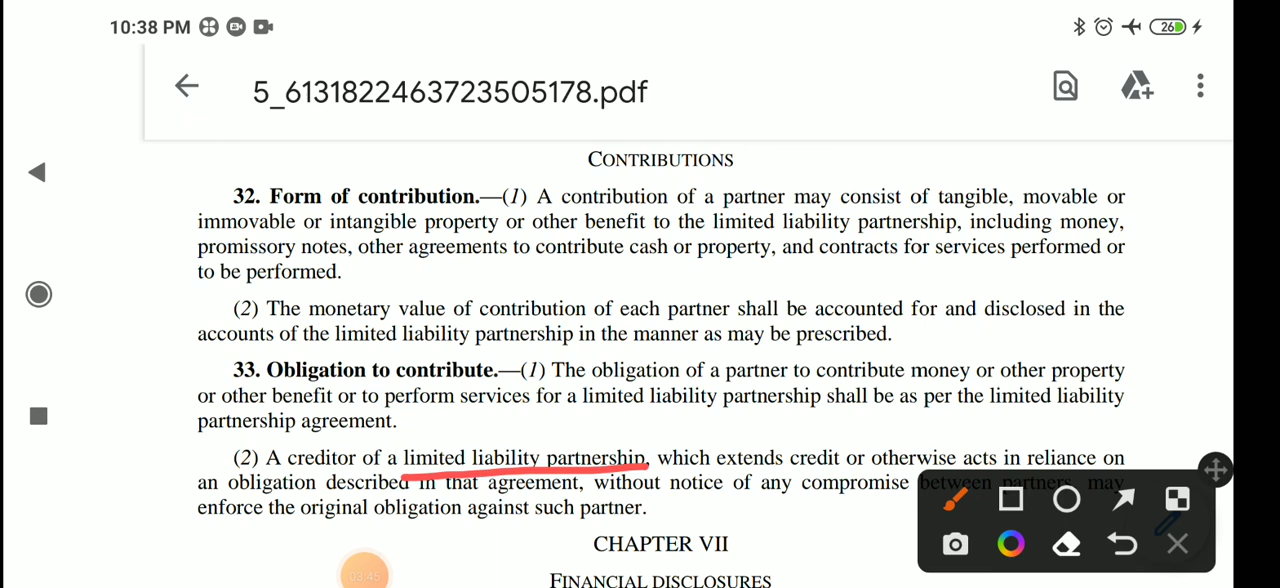 10:38 PM
26
5_6131822463723505178.pdf
CONTRIBUTIONS
32. Form of contribution.—(1) A contribution of a partner may consist of tangible, movable or
immovable or intangible property or other benefit to the limited liability partnership, including money,
promissory notes, other agreements to contribute cash or property, and contracts for services performed or
to be performed.
(2) The monetary value of contribution of each partner shall be accounted for and disclosed in the
accounts of the limited liability partnership in the manner as may be prescribed.
33. Obligation to contribute.—(1) The obligation of a partner to contribute money or other property
or other benefit or to perform services for a limited liability partnership shall be as per the limited liability
partnership agreement.
(2) A creditor of a limited liability partnership, which extends credit or otherwise acts in reliance on
an obligation described in that agreement, without notice of any compromise between partners, may
enforce the original obligation against such partner.
CHAPTER VII
03:45
FINANCIAL DISCLOSURES